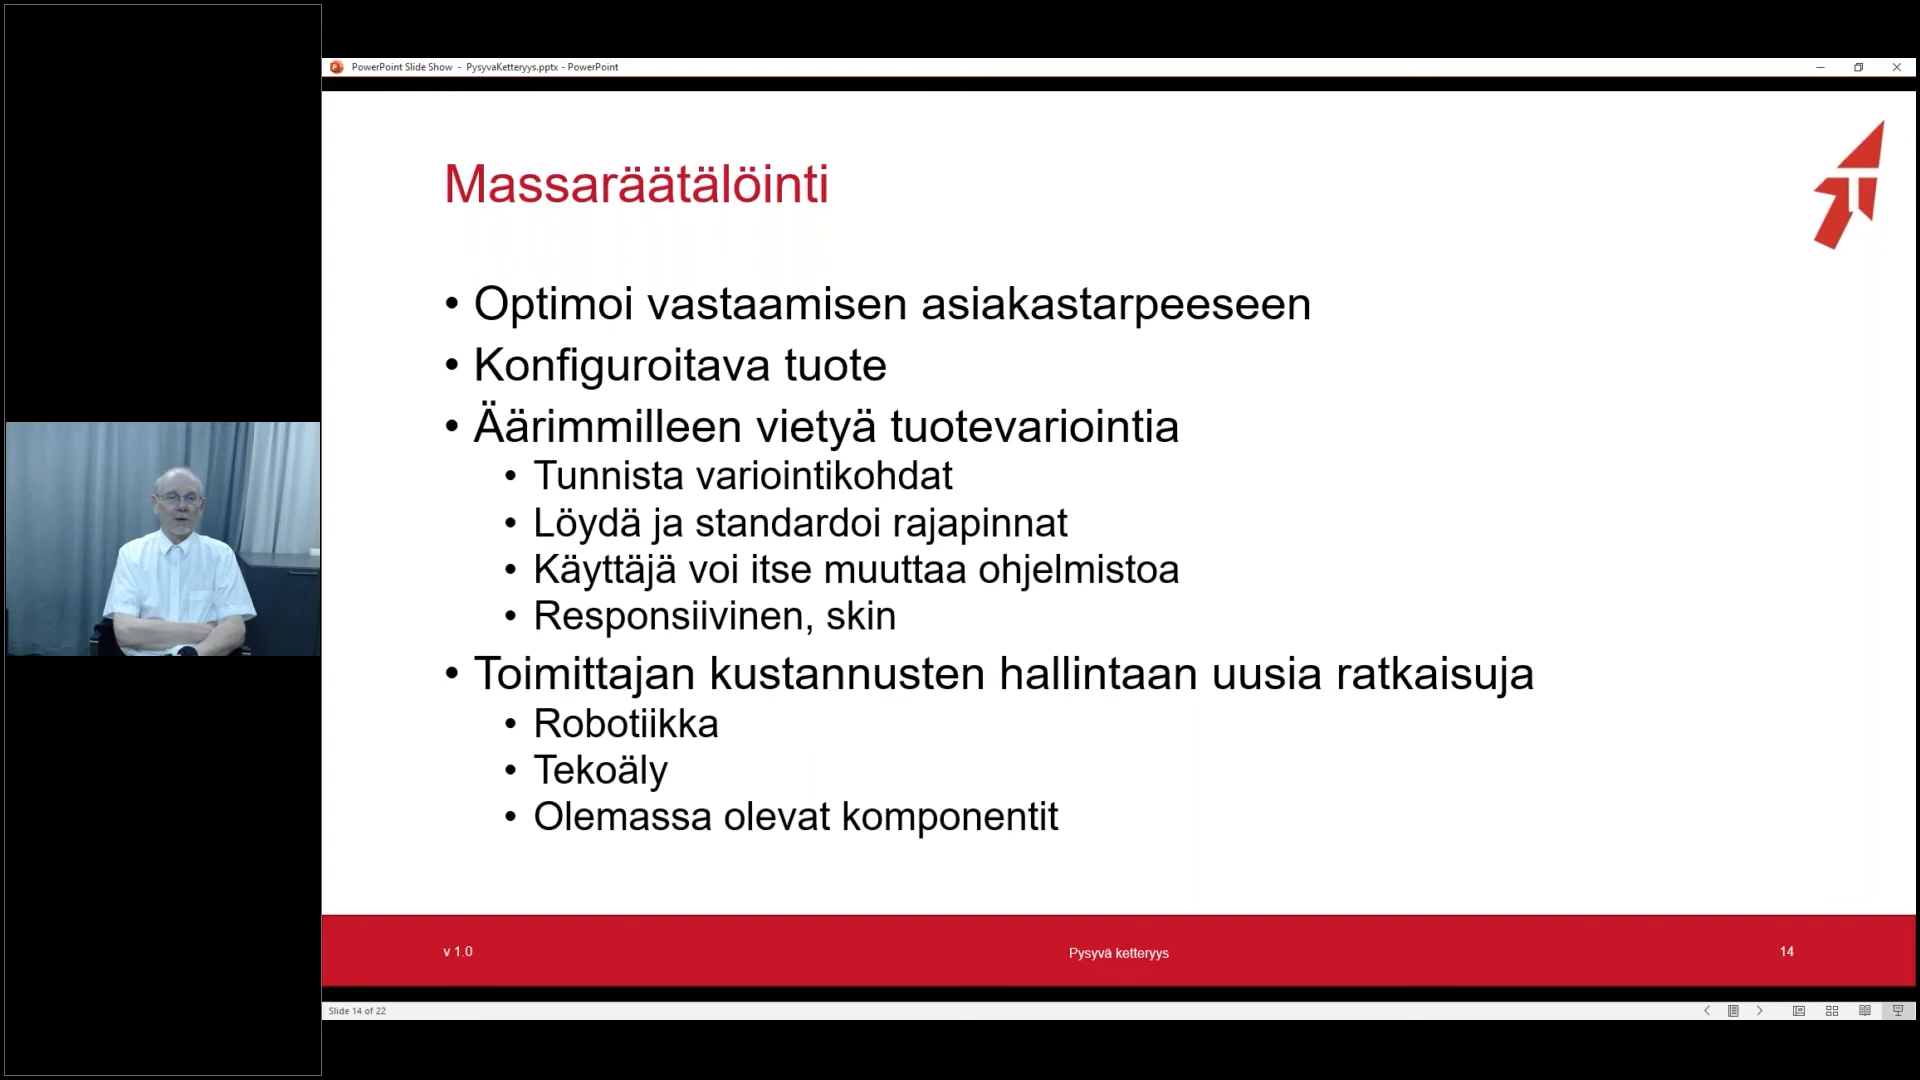 PowerPoint Slide Show - PysyvaKetteryys.pptx - PowerPoint
Massaräätälöinti
• Optimoi vastaamisen asiakastarpeeseen
• Konfiguroitava tuote
• Äärimmilleen vietyä tuotevariointia
• Tunnista variointikohdat
• Löydä ja standardoi rajapinnat
• Käyttäjä voi itse muuttaa ohjelmistoa
• Responsiivinen, skin
• Toimittajan kustannusten hallintaan uusia ratkaisuja
• Robotiikka
• Tekoäly
• Olemassa olevat komponentit
v 1.0
Pysyvä ketteryys
14
Slide 14 of 22